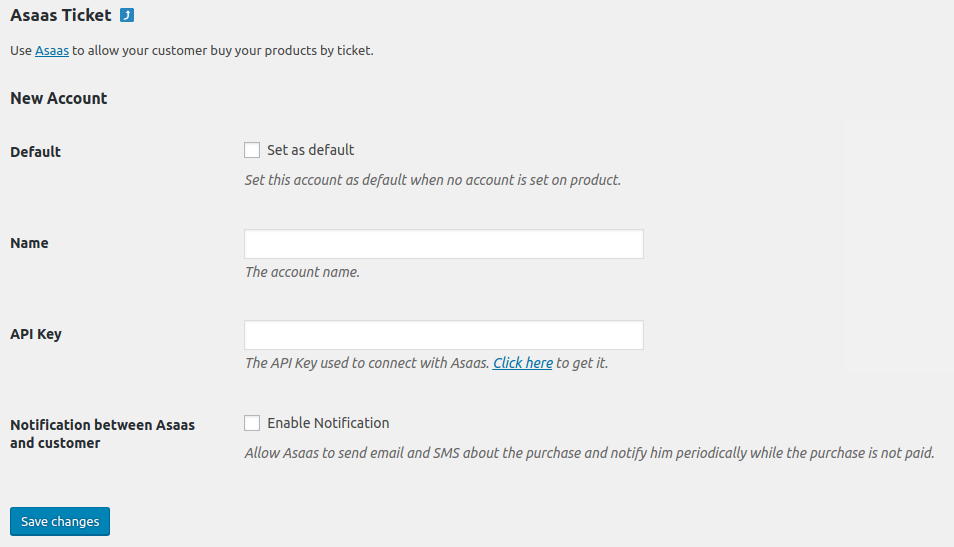 Asaas Ticket
Use Asaas to allow your customer buy your products by ticket.
New Account
Default
Set as default
Set this account as default when no account is set on product.
Name
The account name.
API Key
The API Key used to connect with Asaas. Click here to get it.
Notification between Asaas
and customer
Enable Notification
Allow Asaas to send email and SMS about the purchase and notify him periodically while the purchase is not paid.
Save changes